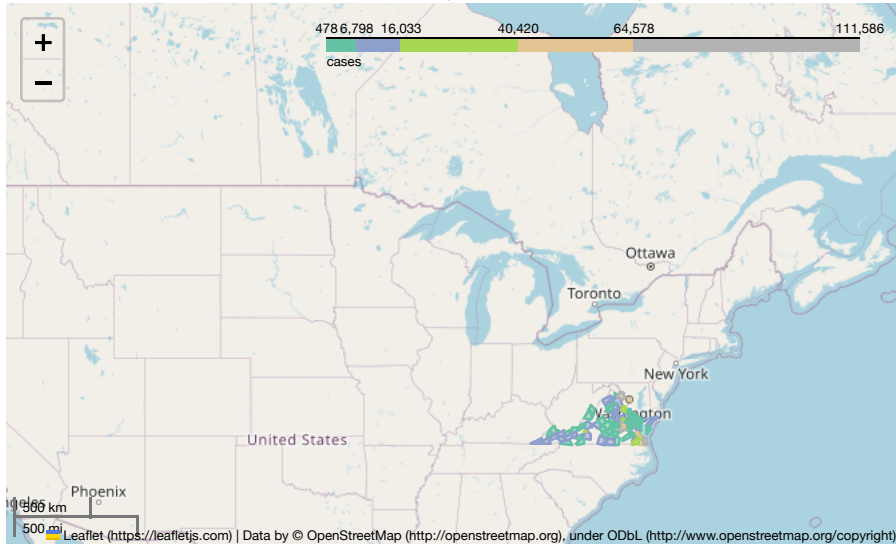 +
−
478 6,798 16,033 40,420 64,578 111,586
cases
Ottawa
Toronto
New York
Washington
United States
Phoenix
500 km
500 mi
Leaflet (https://leafletjs.com) | Data by © OpenStreetMap (http://openstreetmap.org), under ODbL (http://www.openstreetmap.org/copyright)